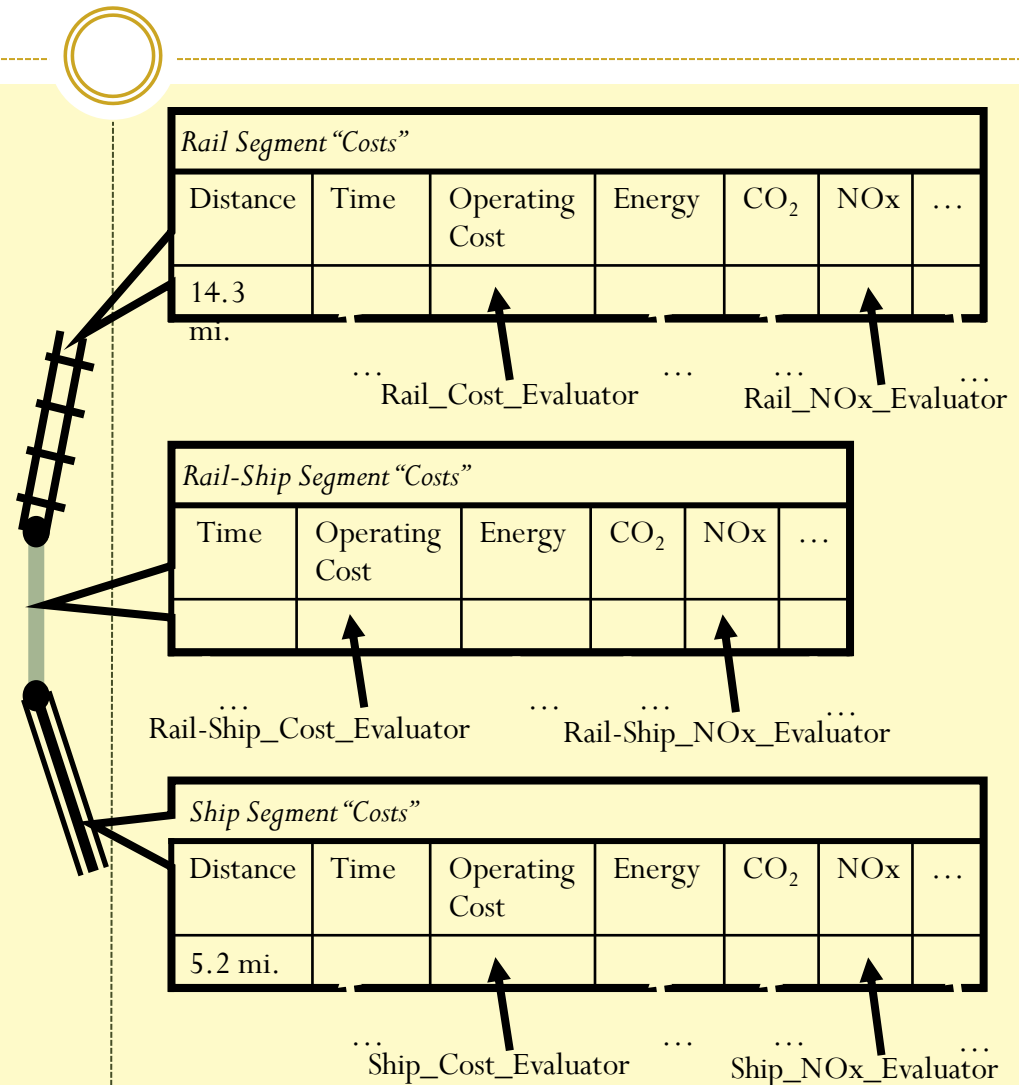 Rail Segment “Costs”
Distance Time Operating Cost Energy CO₂ NOx …
14.3 mi.
… … … …
Rail_Cost_Evaluator Rail_NOx_Evaluator
Rail-Ship Segment “Costs”
Time Operating Cost Energy CO₂ NOx …
… … … …
Rail-Ship_Cost_Evaluator Rail-Ship_NOx_Evaluator
Ship Segment “Costs”
Distance Time Operating Cost Energy CO₂ NOx …
5.2 mi.
… … … …
Ship_Cost_Evaluator Ship_NOx_Evaluator